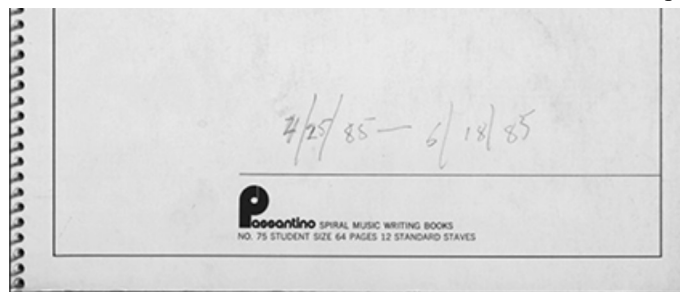 4/25/85 — 6/18/85
Passantino SPIRAL MUSIC WRITING BOOKS
NO. 75 STUDENT SIZE 64 PAGES 12 STANDARD STAVES